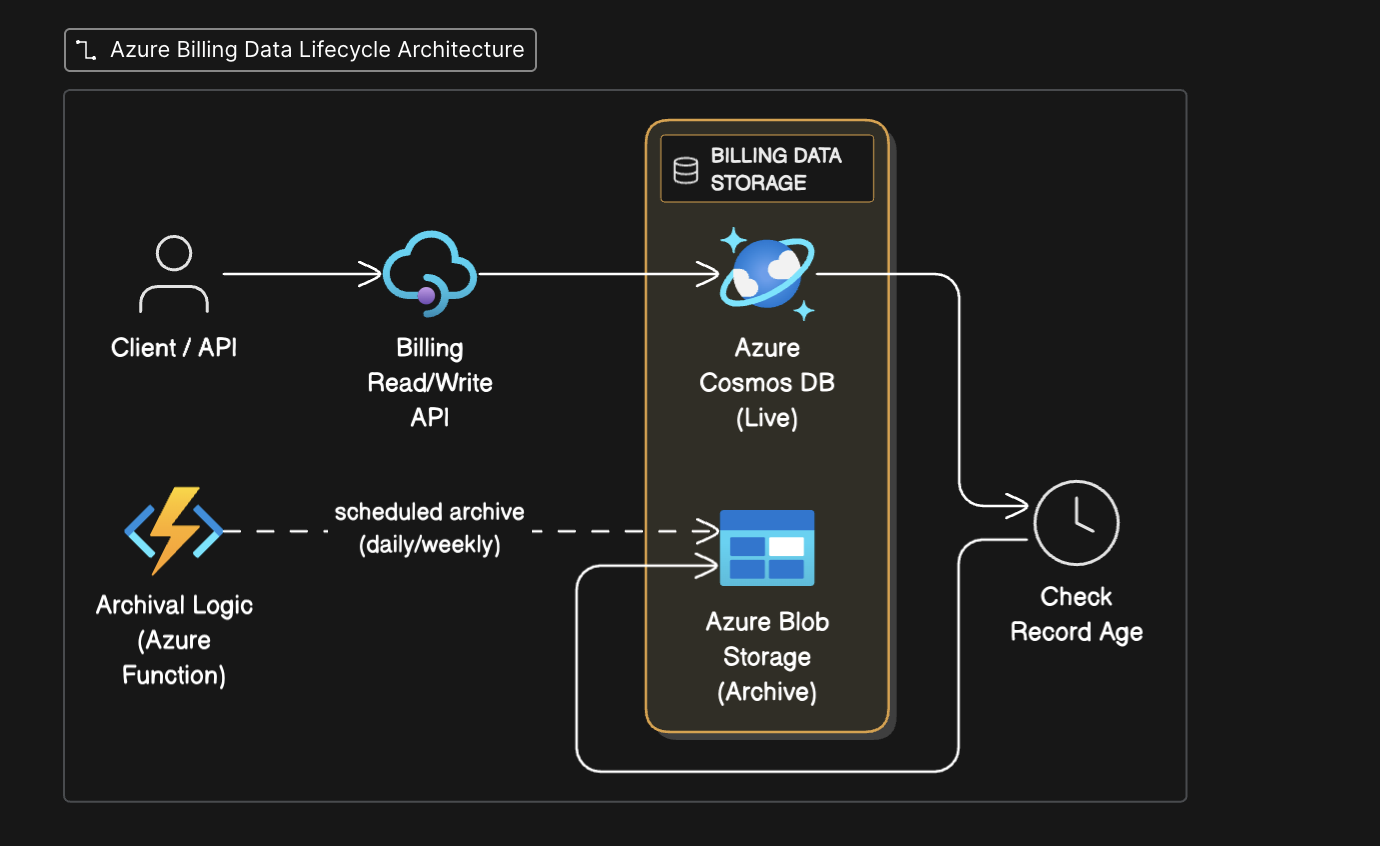 Azure Billing Data Lifecycle Architecture
BILLING DATA
STORAGE
Client / API
Billing
Read/Write
API
Azure
Cosmos DB
(Live)
scheduled archive
(daily/weekly)
Archival Logic
(Azure
Function)
Azure Blob
Storage
(Archive)
Check
Record Age